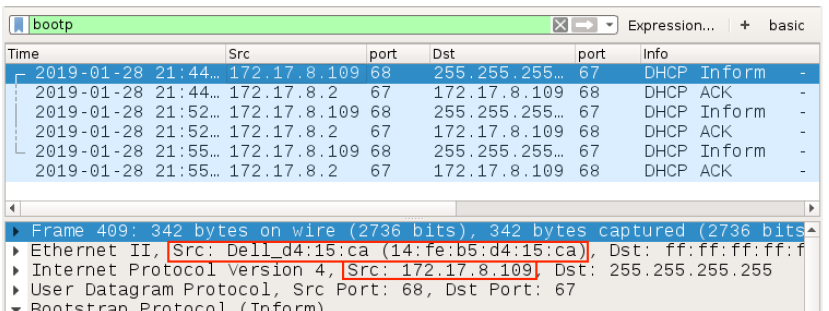 bootp Expression... + basic
Time Src port Dst port Info
2019-01-28 21:44… 172.17.8.109 68 255.255.255… 67 DHCP Inform -
2019-01-28 21:44… 172.17.8.2 67 172.17.8.109 68 DHCP ACK -
2019-01-28 21:52… 172.17.8.109 68 255.255.255… 67 DHCP Inform -
2019-01-28 21:52… 172.17.8.2 67 172.17.8.109 68 DHCP ACK -
2019-01-28 21:55… 172.17.8.109 68 255.255.255… 67 DHCP Inform -
2019-01-28 21:55… 172.17.8.2 67 172.17.8.109 68 DHCP ACK -
Frame 409: 342 bytes on wire (2736 bits), 342 bytes captured (2736 bits
Ethernet II, Src: Dell_d4:15:ca (14:fe:b5:d4:15:ca), Dst: ff:ff:ff:ff:f
Internet Protocol Version 4, Src: 172.17.8.109, Dst: 255.255.255.255
User Datagram Protocol, Src Port: 68, Dst Port: 67
Bootstrap Protocol (Inform)